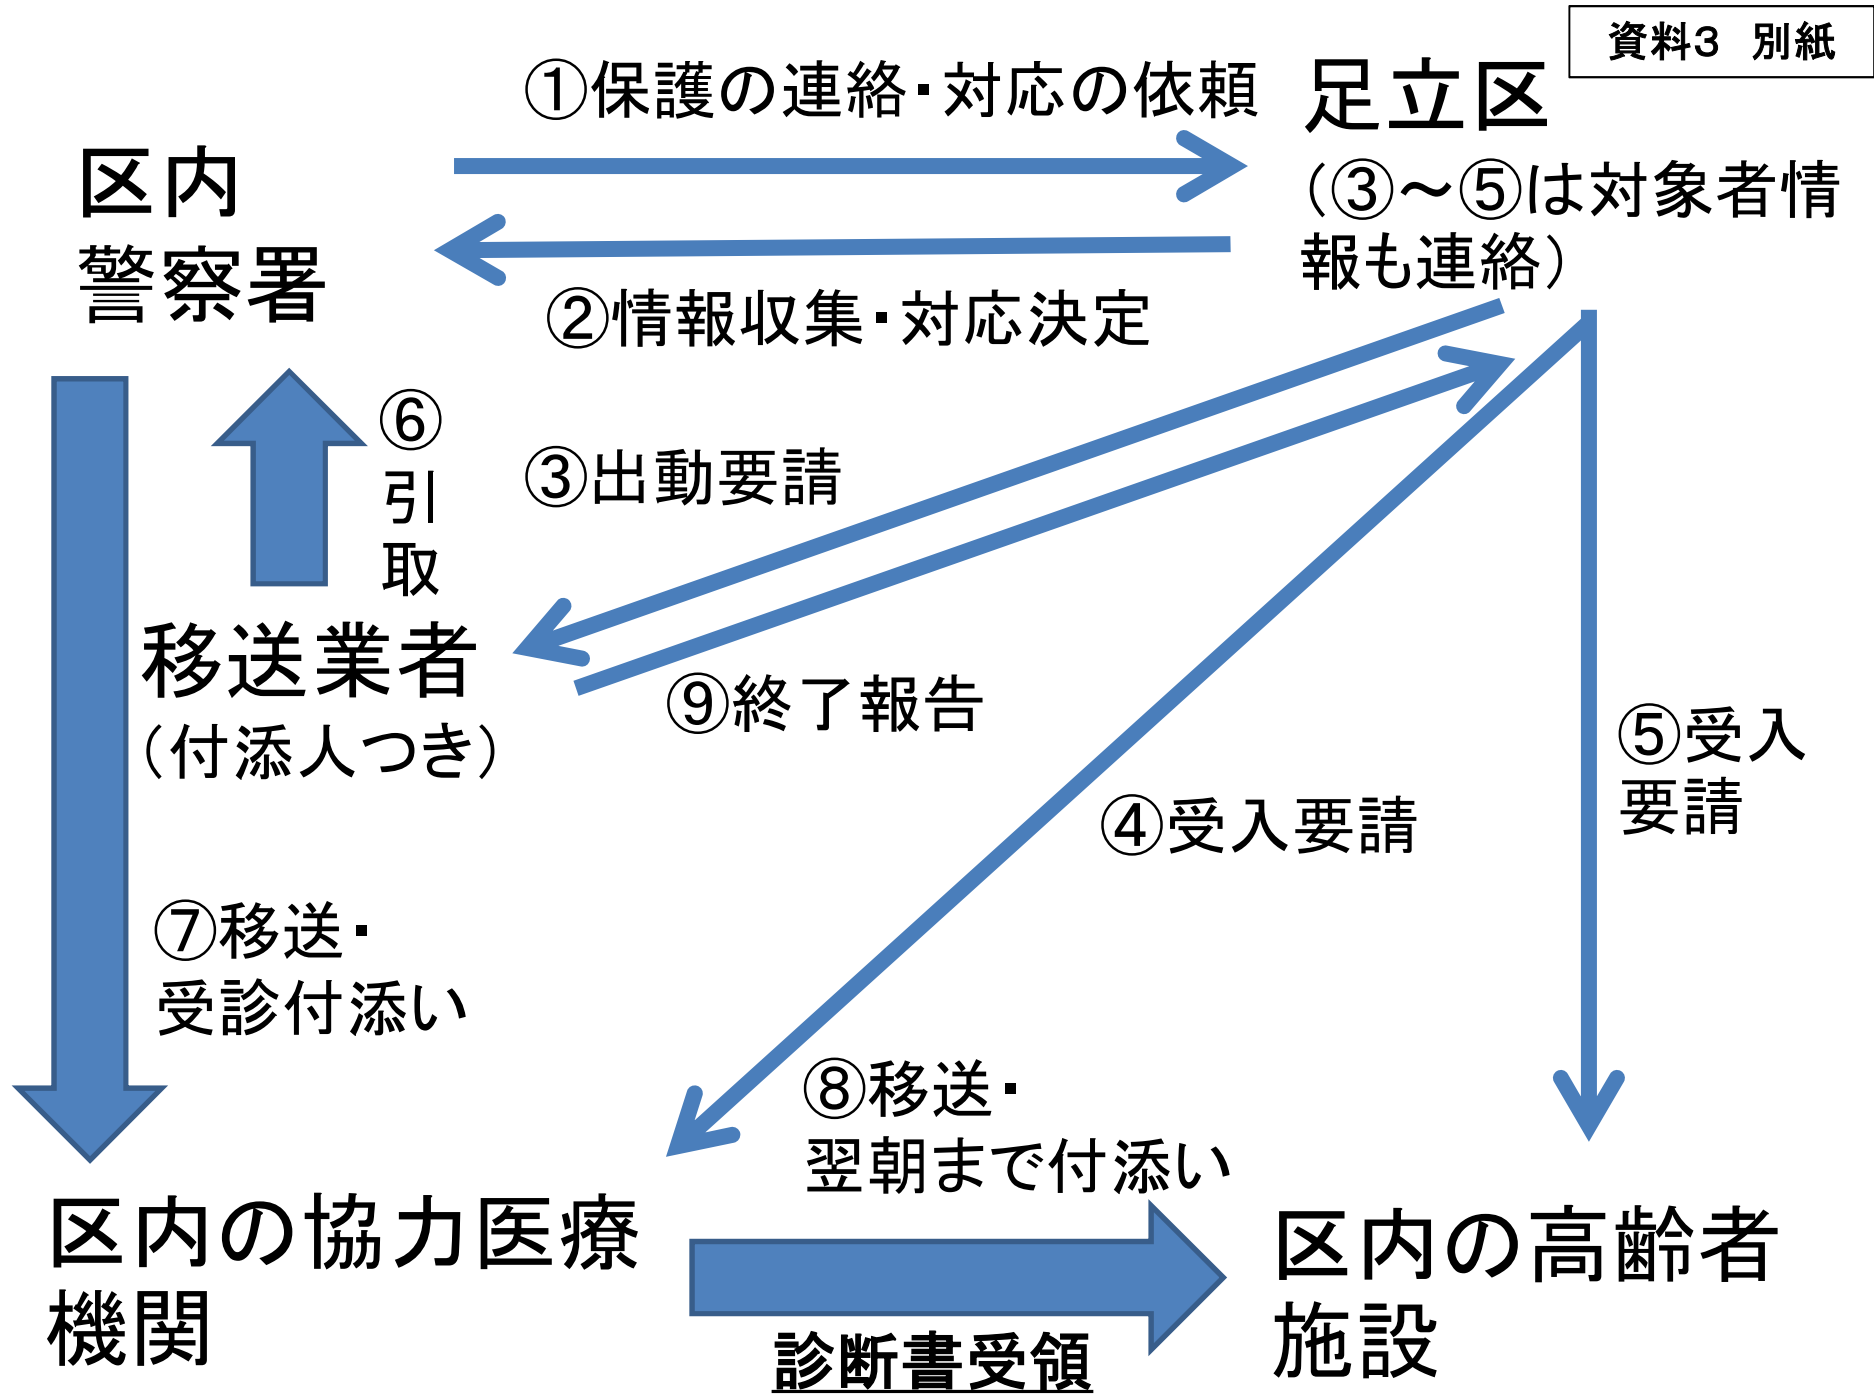 資料3　別紙
①保護の連絡・対応の依頼
足立区
（③～⑤は対象者情
報も連絡）
区内
警察署
②情報収集・対応決定
⑥
引
取
③出動要請
移送業者
（付添人つき）
⑨終了報告
⑤受入
要請
④受入要請
⑦移送・
受診付添い
⑧移送・
翌朝まで付添い
区内の協力医療
機関
区内の高齢者
施設
診断書受領